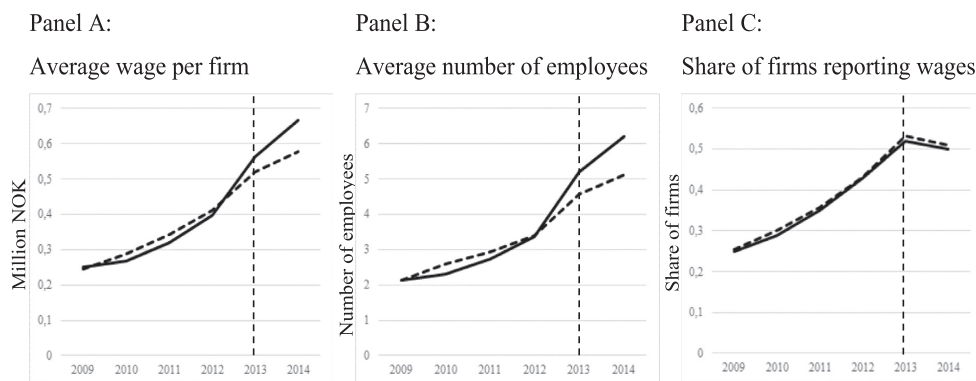 Panel A:
Average wage per firm
Million NOK
0,7
0,6
0,5
0,4
0,3
0,2
0,1
0
2009 2010 2011 2012 2013 2014
Panel B:
Average number of employees
Number of employees
7
6
5
4
3
2
1
0
2009 2010 2011 2012 2013 2014
Panel C:
Share of firms reporting wages
Share of firms
0,6
0,5
0,4
0,3
0,2
0,1
0
2009 2010 2011 2012 2013 2014